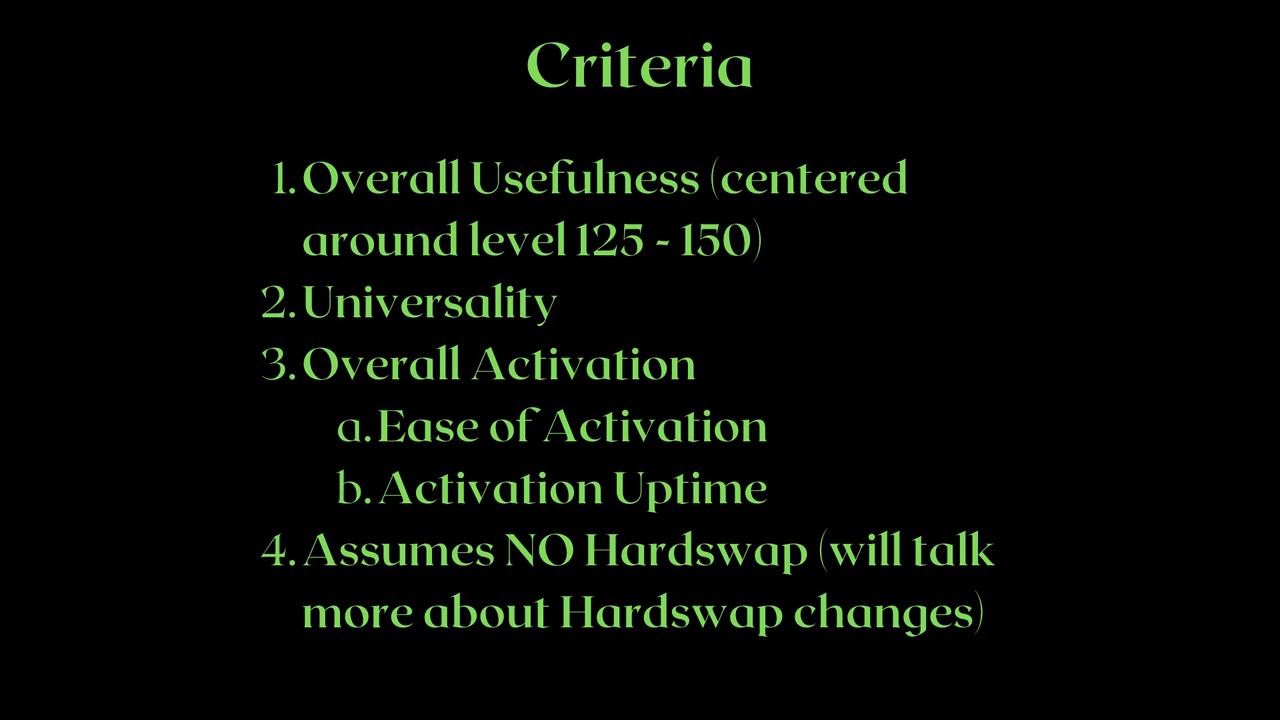 Criteria
1. Overall Usefulness (centered
around level 125 - 150)
2. Universality
3. Overall Activation
a. Ease of Activation
b. Activation Uptime
4. Assumes NO Hardswap (will talk
more about Hardswap changes)